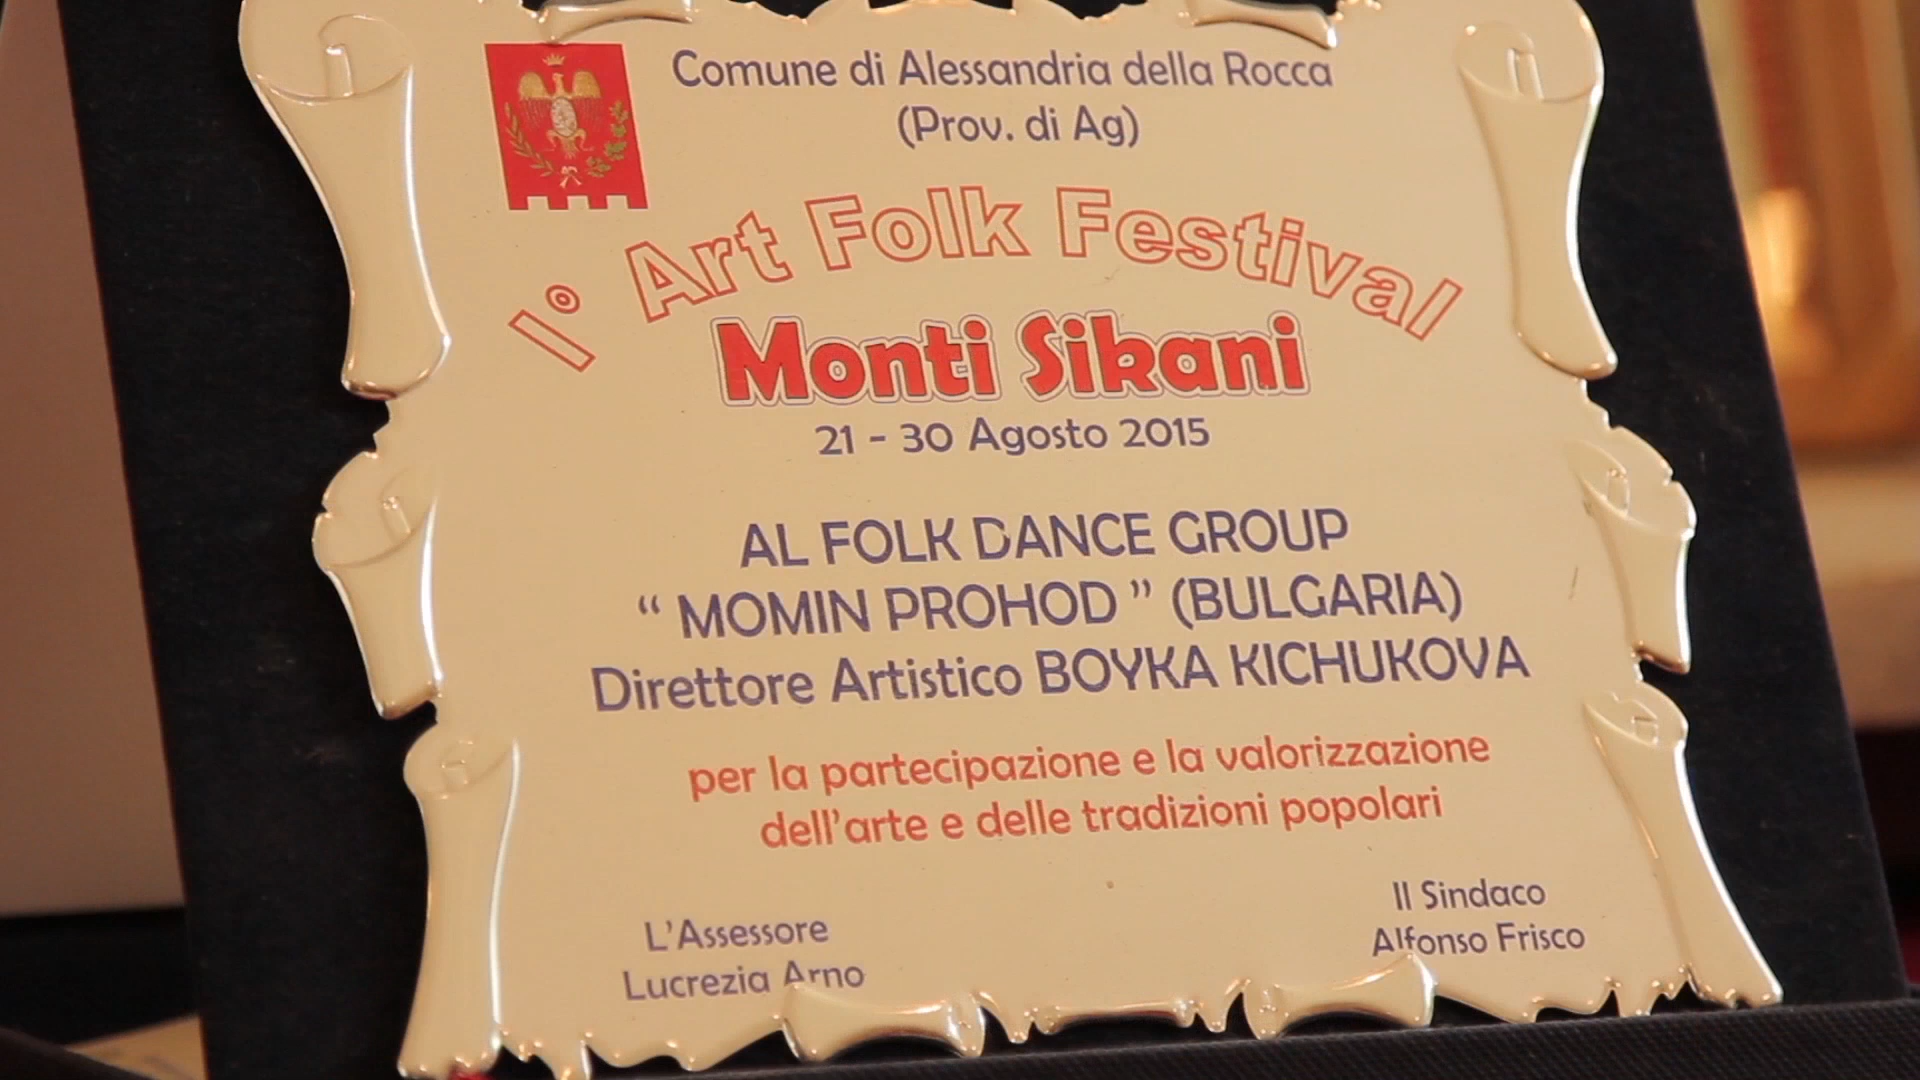 Comune di Alessandria della Rocca
(Prov. di Ag)
1° Art Folk Festival
Monti Sikani
21 - 30 Agosto 2015
AL FOLK DANCE GROUP
“ MOMIN PROHOD ” (BULGARIA)
Direttore Artistico BOYKA KICHUKOVA
per la partecipazione e la valorizzazione
dell'arte e delle tradizioni popolari
L'Assessore
Lucrezia Arno
Il Sindaco
Alfonso Frisco